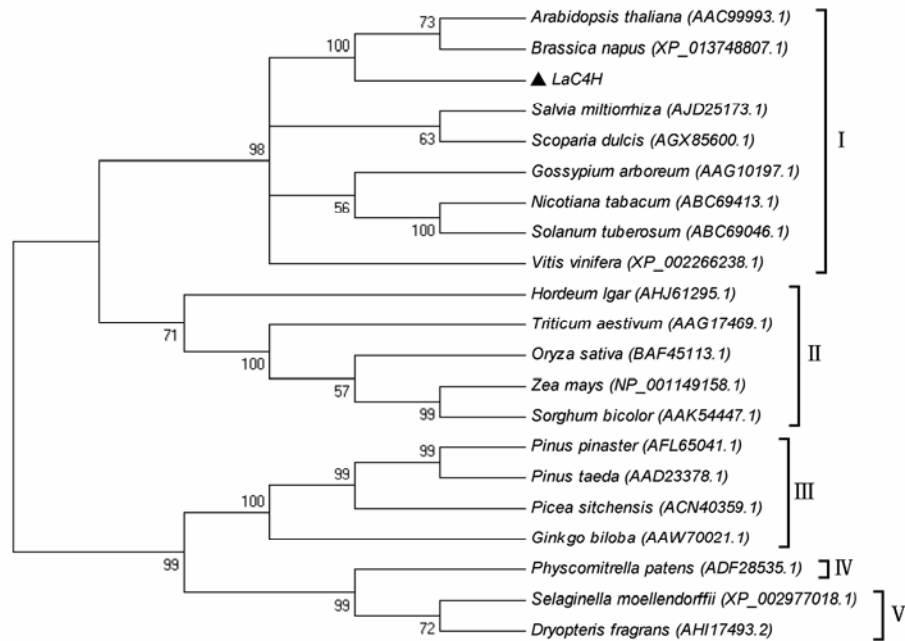 73
Arabidopsis thaliana (AAC99993.1)
100
Brassica napus (XP_013748807.1)
▲ LaC4H
Salvia miltiorrhiza (AJD25173.1)
63
Scoparia dulcis (AGX85600.1)
98
I
Gossypium arboreum (AAG10197.1)
56
Nicotiana tabacum (ABC69413.1)
100
Solanum tuberosum (ABC69046.1)
Vitis vinifera (XP_002266238.1)
Hordeum lgar (AHJ61295.1)
71
Triticum aestivum (AAG17469.1)
100
Oryza sativa (BAF45113.1)
II
57
Zea mays (NP_001149158.1)
99
Sorghum bicolor (AAK54447.1)
99
Pinus pinaster (AFL65041.1)
99
Pinus taeda (AAD23378.1)
100
Picea sitchensis (ACN40359.1)
III
Ginkgo biloba (AAW70021.1)
99
Physcomitrella patens (ADF28535.1)
IV
99
Selaginella moellendorffii (XP_002977018.1)
V
72
Dryopteris fragrans (AHI17493.2)